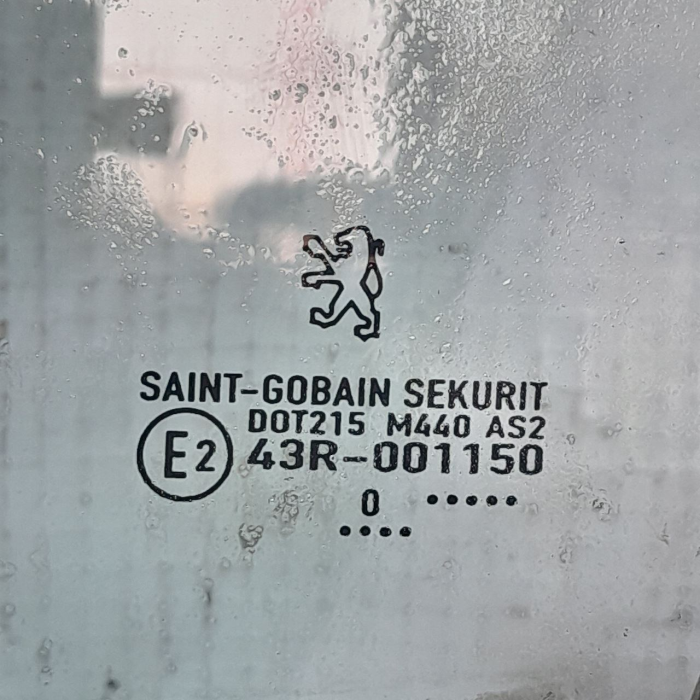 SAINT-GOBAIN SEKURIT
DOT215 M440 AS2
E2 43R-001150
0 •••••
••••